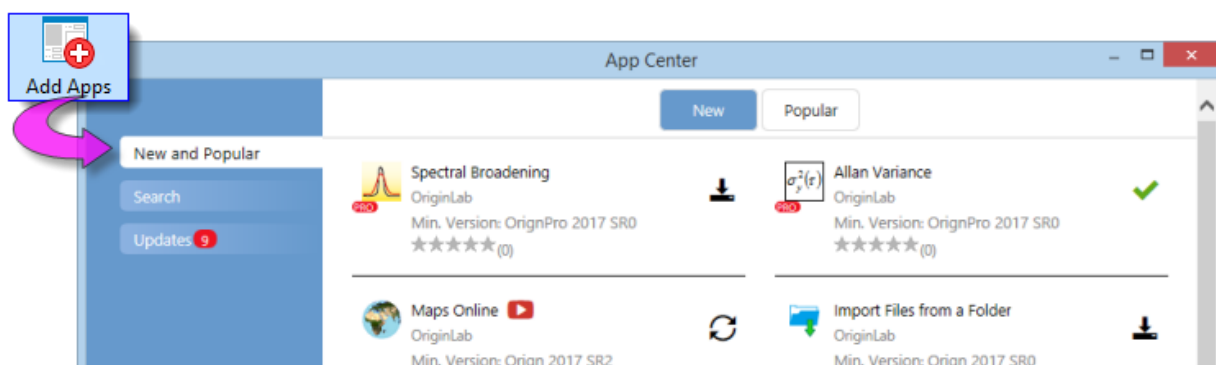 Add Apps
App Center
New
Popular
New and Popular
Search
Updates 9
Spectral Broadening
OriginLab
Min. Version: OrignPro 2017 SR0
(0)
PRO
σ²y(τ)
Allan Variance
OriginLab
Min. Version: OrignPro 2017 SR0
(0)
PRO
Maps Online
OriginLab
Min. Version: Orign 2017 SR2
Import Files from a Folder
OriginLab
Min. Version: Orign 2017 SR0